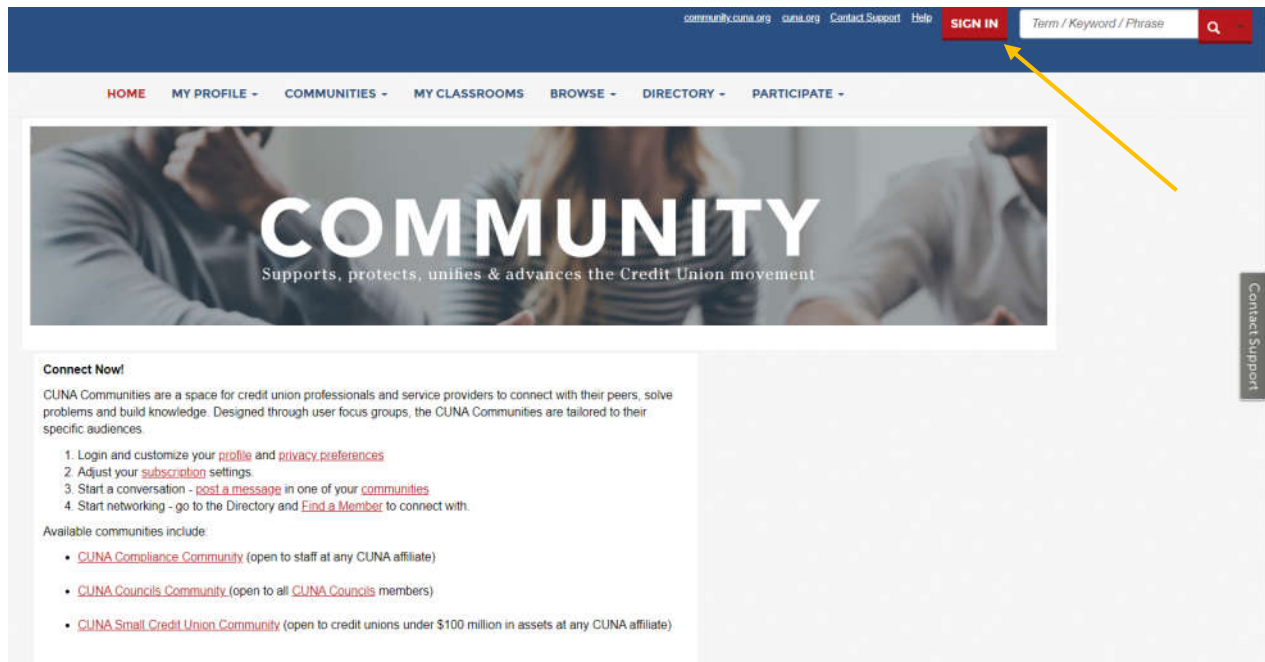 community.cuna.org cuna.org Contact Support Help SIGN IN Term / Keyword / Phrase
HOME MY PROFILE COMMUNITIES MY CLASSROOMS BROWSE DIRECTORY PARTICIPATE
COMMUNITY
Supports, protects, unifies & advances the Credit Union movement
Contact Support
Connect Now!
CUNA Communities are a space for credit union professionals and service providers to connect with their peers, solve
problems and build knowledge. Designed through user focus groups, the CUNA Communities are tailored to their
specific audiences.
1. Login and customize your profile and privacy preferences
2. Adjust your subscription settings.
3. Start a conversation - post a message in one of your communities
4. Start networking - go to the Directory and Find a Member to connect with.
Available communities include:
• CUNA Compliance Community (open to staff at any CUNA affiliate)
• CUNA Councils Community (open to all CUNA Councils members)
• CUNA Small Credit Union Community (open to credit unions under $100 million in assets at any CUNA affiliate)